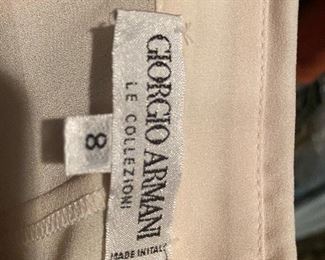 GIORGIO ARMANI
LE COLLEZIONI
MADE IN ITALY
8